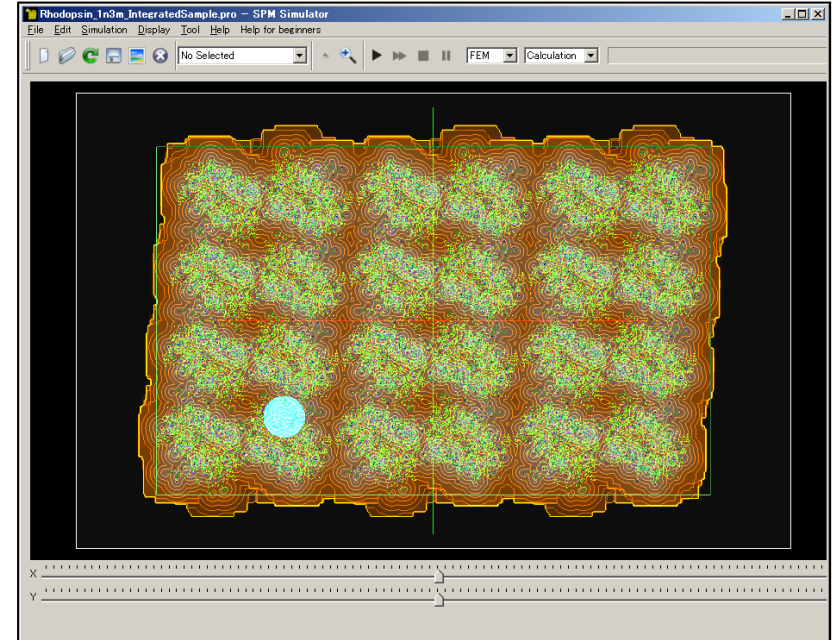 Rhodopsin_1n3m_IntegratedSample.pro － SPM Simulator
File Edit Simulation Display Tool Help Help for beginners
No Selected FEM Calculation
X
Y